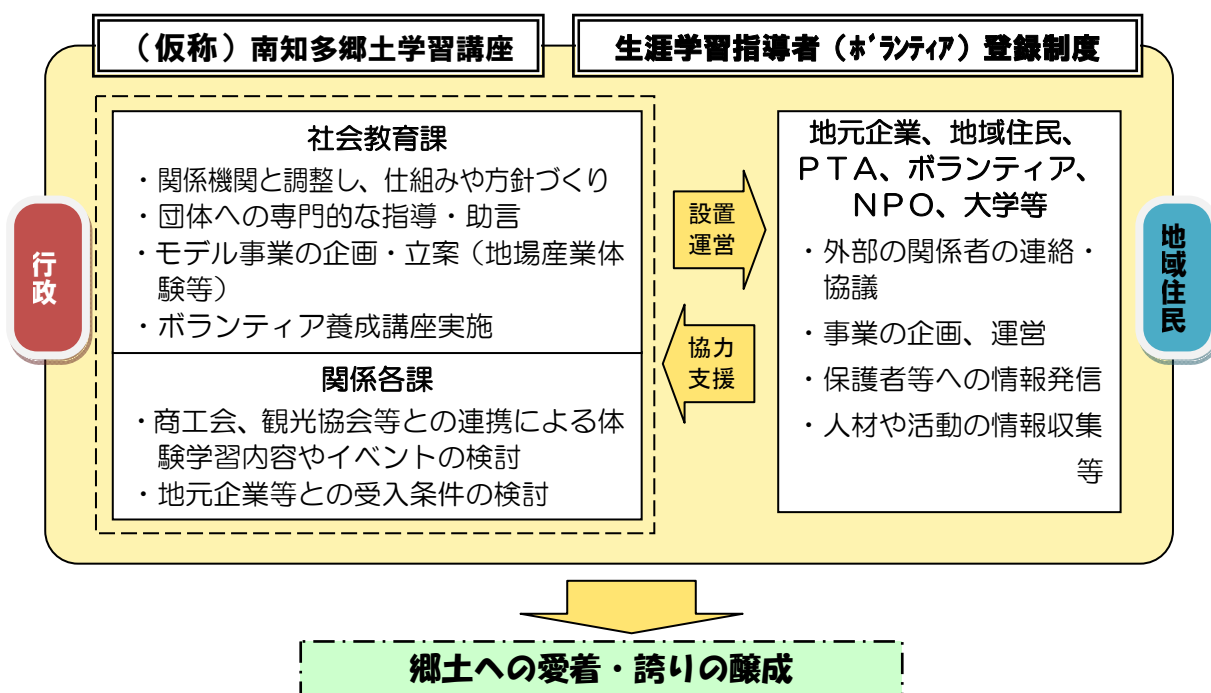 （仮称）南知多郷土学習講座
生涯学習指導者（ﾎﾞﾗﾝﾃｨｱ）登録制度
行政
社会教育課
・関係機関と調整し、仕組みや方針づくり
・団体への専門的な指導・助言
・モデル事業の企画・立案（地場産業体
験等）
・ボランティア養成講座実施
関係各課
・商工会、観光協会等との連携による体
験学習内容やイベントの検討
・地元企業等との受入条件の検討
設置
運営
協力
支援
地元企業、地域住民、
ＰＴＡ、ボランティア、
ＮＰＯ、大学等
・外部の関係者の連絡・
協議
・事業の企画、運営
・保護者等への情報発信
・人材や活動の情報収集
等
地域住民
郷土への愛着・誇りの醸成